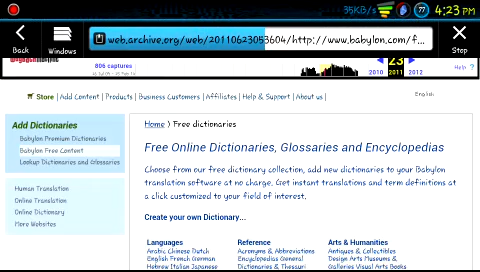 35KB/s 77 4:23 PM
Back
Windows
web.archive.org/web/20110623053604/http://www.babylon.com/f...
Stop
806 captures
2010 23 2011 2012
Help ?
Store | Add Content | Products | Business Customers | Affiliates | Help & Support | About us |
English
Add Dictionaries
Babylon Premium Dictionaries
Babylon Free Content
Lookup Dictionaries and Glossaries
Human Translation
Online Translation
Online Dictionary
More Websites
Home > Free dictionaries
Free Online Dictionaries, Glossaries and Encyclopedias
Choose from our free dictionary collection, add new dictionaries to your Babylon
translation software at no charge. Get instant translations and term definitions at
a click customized to your field of interest.
Create your own Dictionary...
Languages
Arabic Chinese Dutch
English French German
Hebrew Italian Japanese
Reference
Acronyms & Abbreviations
Encyclopedias General
Dictionaries & Thesauri
Arts & Humanities
Antiques & Collectibles
Design Arts Museums &
Galleries Visual Arts Books